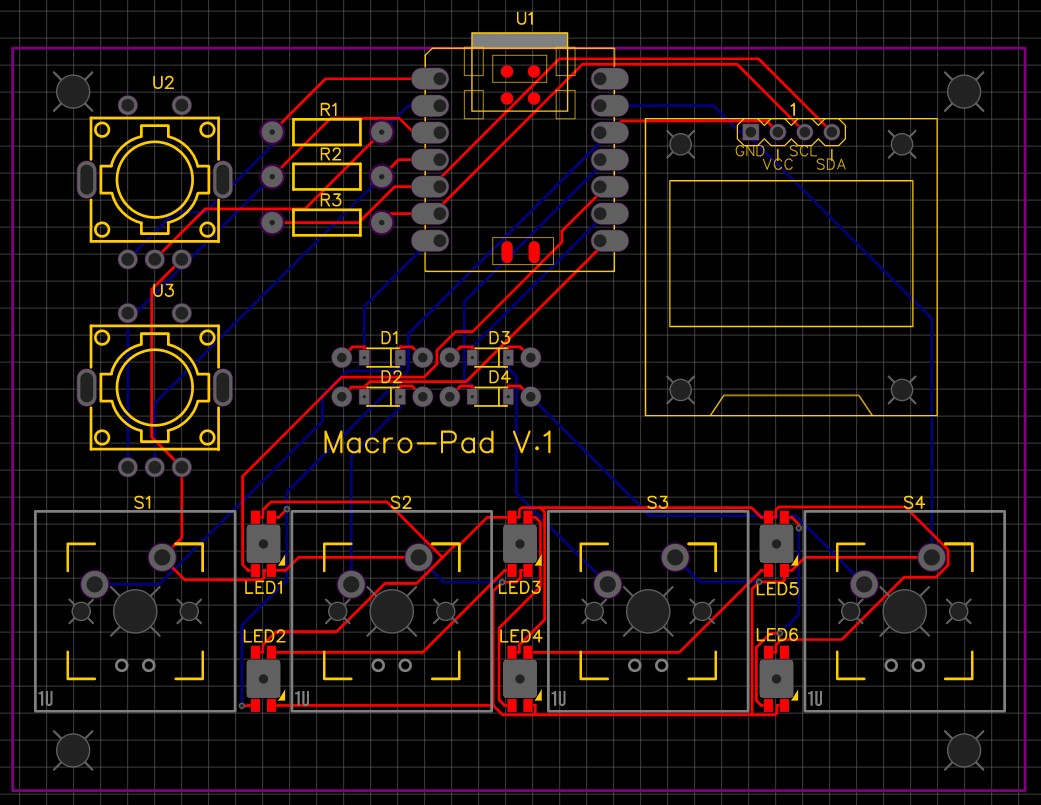 U1
U2
R1
1
R2
GND SCL
VCC SDA
R3
U3
D1 D3
D2 D4
Macro-Pad V.1
S1 S2 S3 S4
LED1 LED3 LED5
LED2 LED4 LED6
1U 1U 1U 1U